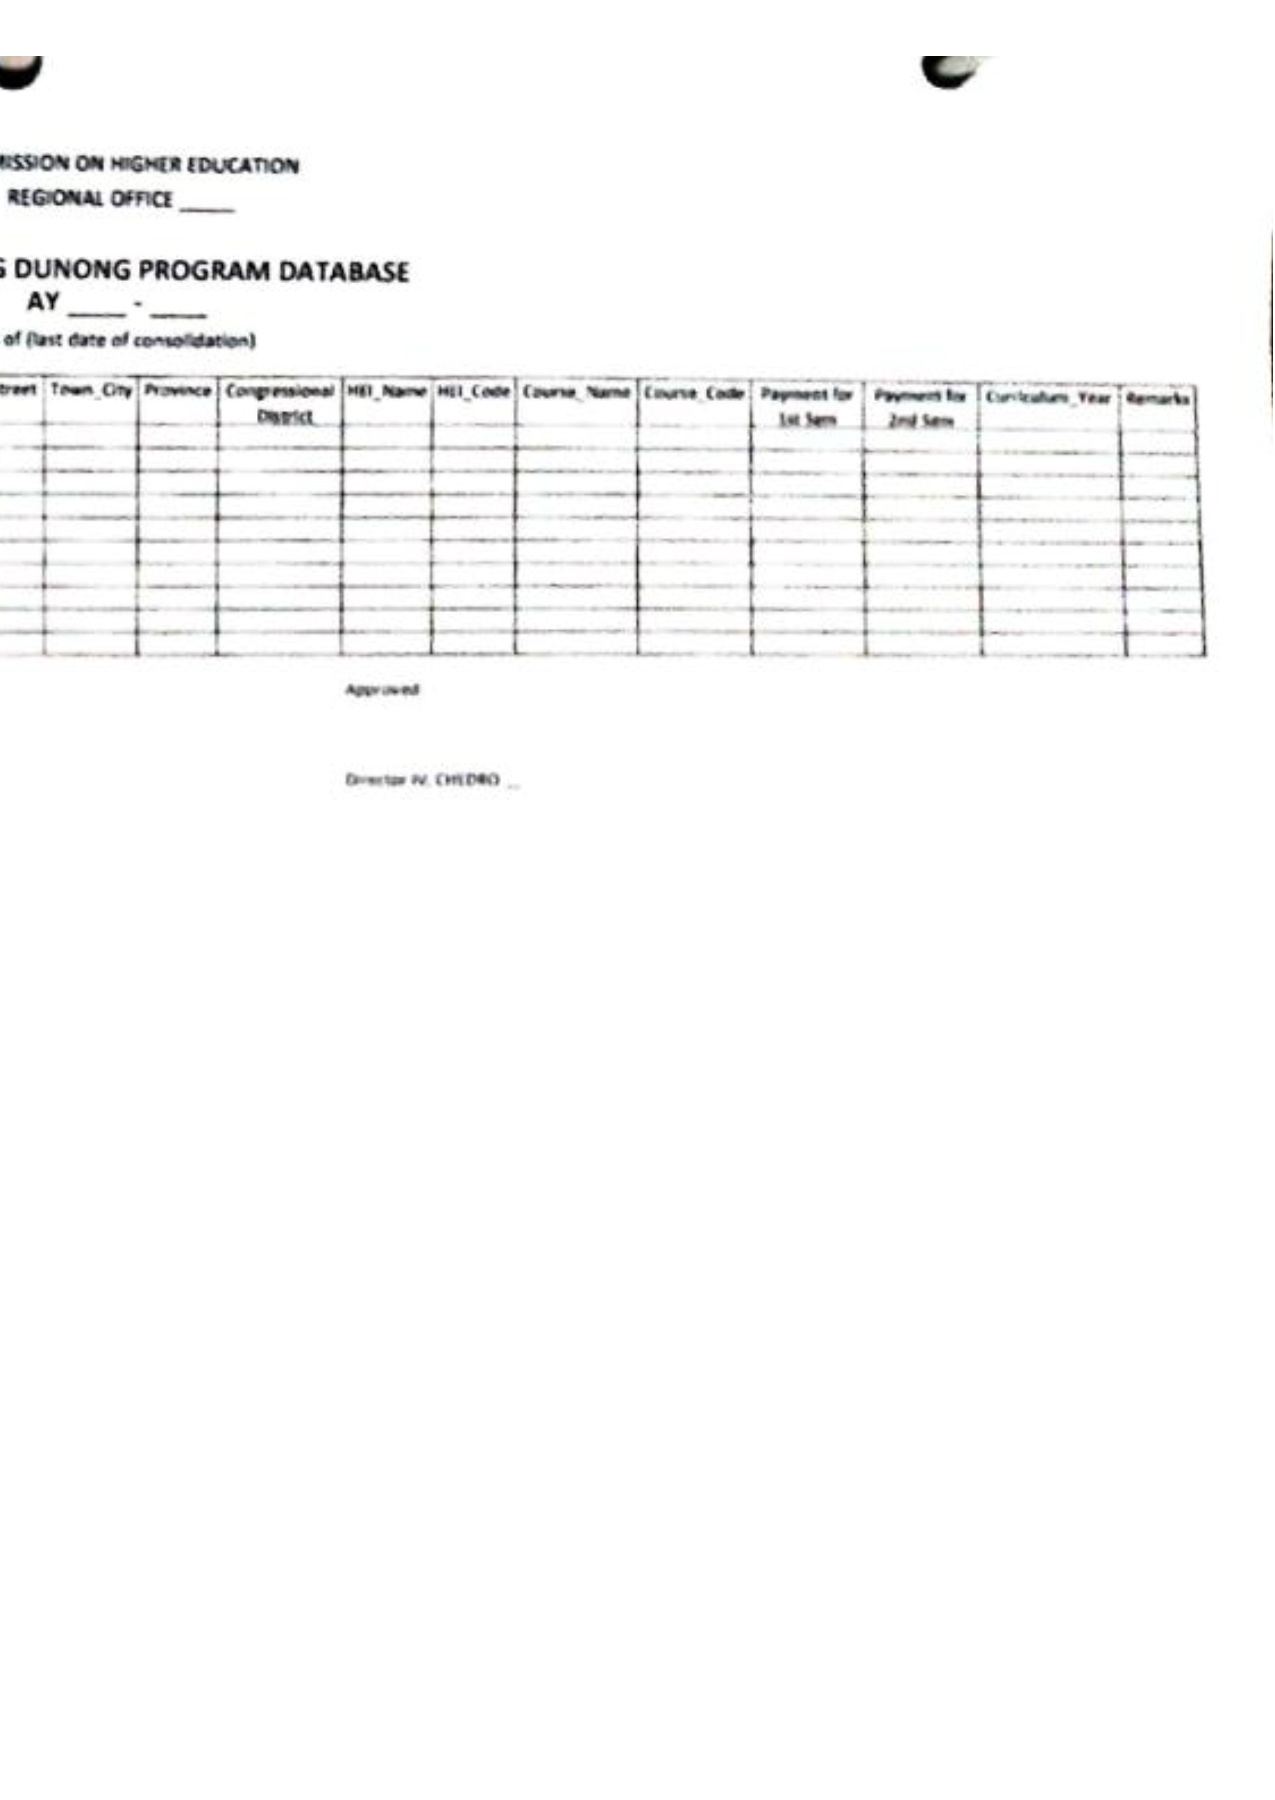 MISSION ON HIGHER EDUCATION
REGIONAL OFFICE _____
G DUNONG PROGRAM DATABASE
AY _____ - _____
of (last date of consolidation)
treet Town_City Province Congressional District HEI_Name HEI_Code Course_Name Course_Code Payment for 1st Sem Payment for 2nd Sem Curriculum_Year Remarks
Approved
Director IV, CHEDRO __